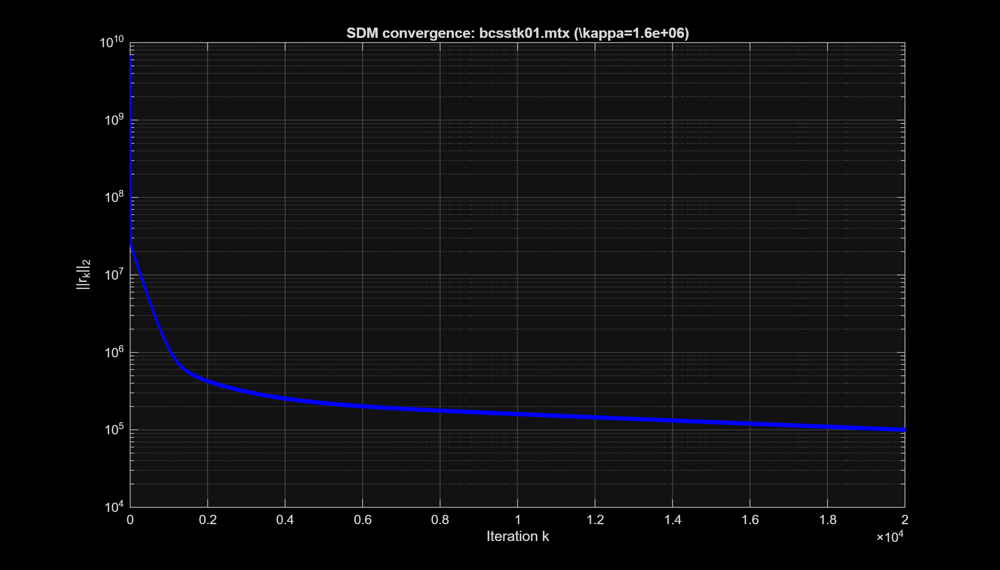 SDM convergence: bcsstk01.mtx (\kappa=1.6e+06)
10^10
10^9
10^8
10^7
10^6
10^5
10^4
||r_k||_2
0 0.2 0.4 0.6 0.8 1 1.2 1.4 1.6 1.8 2
Iteration k
×10^4